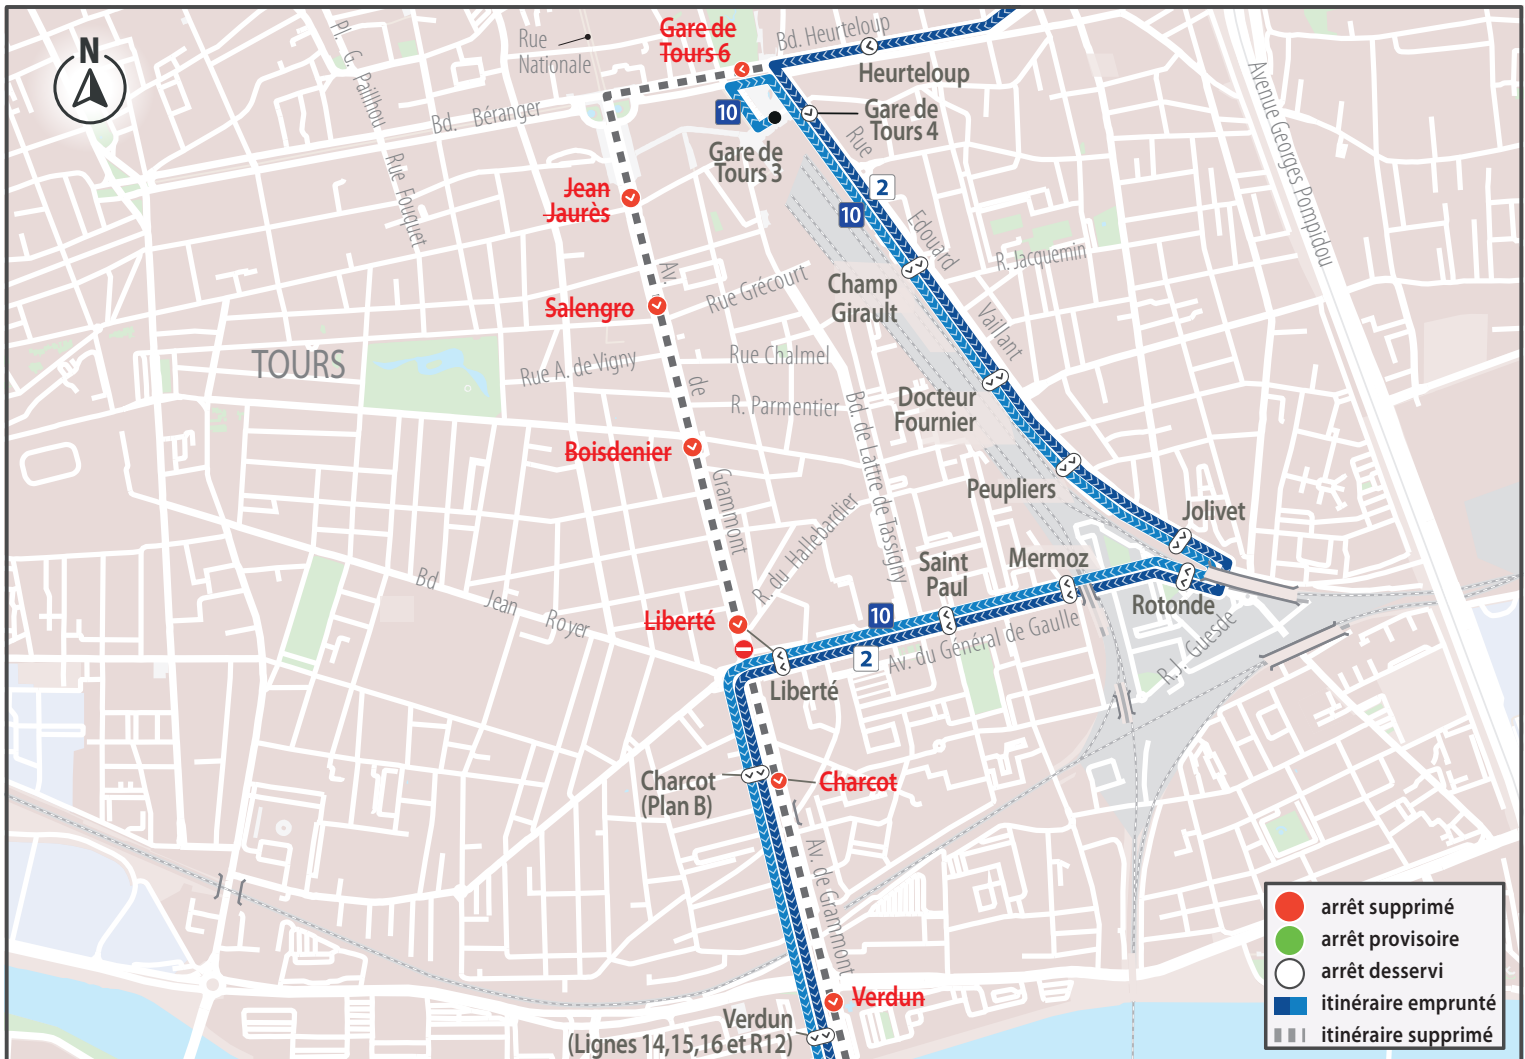 N
Rue
Nationale
Pl. G. Paillhou
Gare de
Tours 6
Bd. Heurteloup
Heurteloup
Bd. Béranger
10
Gare de
Tours 4
Gare de
Tours 3
Rue
Edouard
Vaillant
Avenue Georges Pompidou
Rue Fouquet
Jean
Jaurès
2
10
R. Jacquemin
Av.
de
Grammont
Rue Grécourt
Champ
Girault
Salengro
TOURS
Rue A. de Vigny
Rue Chalmel
R. Parmentier
Docteur
Fournier
Bd. de Lattre de Tassigny
Boisdenier
Peupliers
Jolivet
R. du Hallebardier
Saint
Paul
Mermoz
Rotonde
Bd Jean Royer
Liberté
10
2
Av. du Général de Gaulle
R.J. Guesde
Liberté
Charcot
(Plan B)
Charcot
Av. de Grammont
Verdun
Verdun
(Lignes 14,15,16 et R12)
arrêt supprimé
arrêt provisoire
arrêt desservi
itinéraire emprunté
itinéraire supprimé